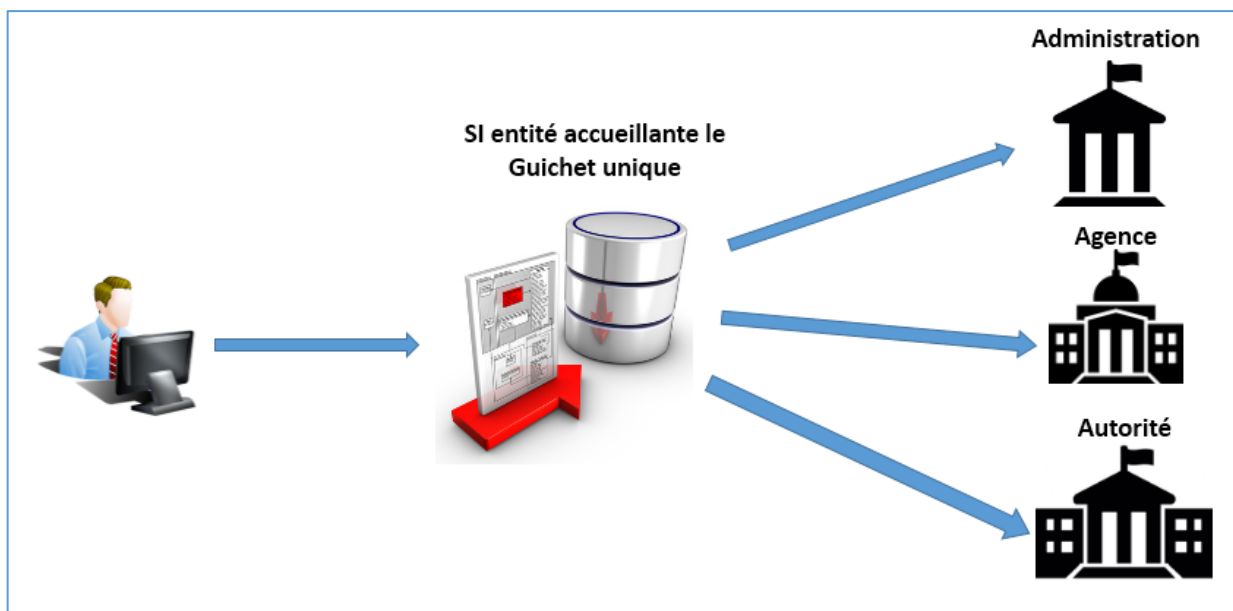 Administration
SI entité accueillante le
Guichet unique
Agence
Autorité